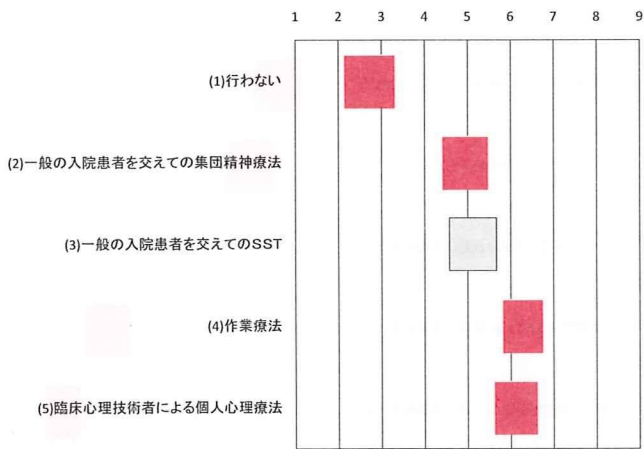 1 2 3 4 5 6 7 8 9
(1)行わない
(2)一般の入院患者を交えての集団精神療法
(3)一般の入院患者を交えてのSST
(4)作業療法
(5)臨床心理技術者による個人心理療法